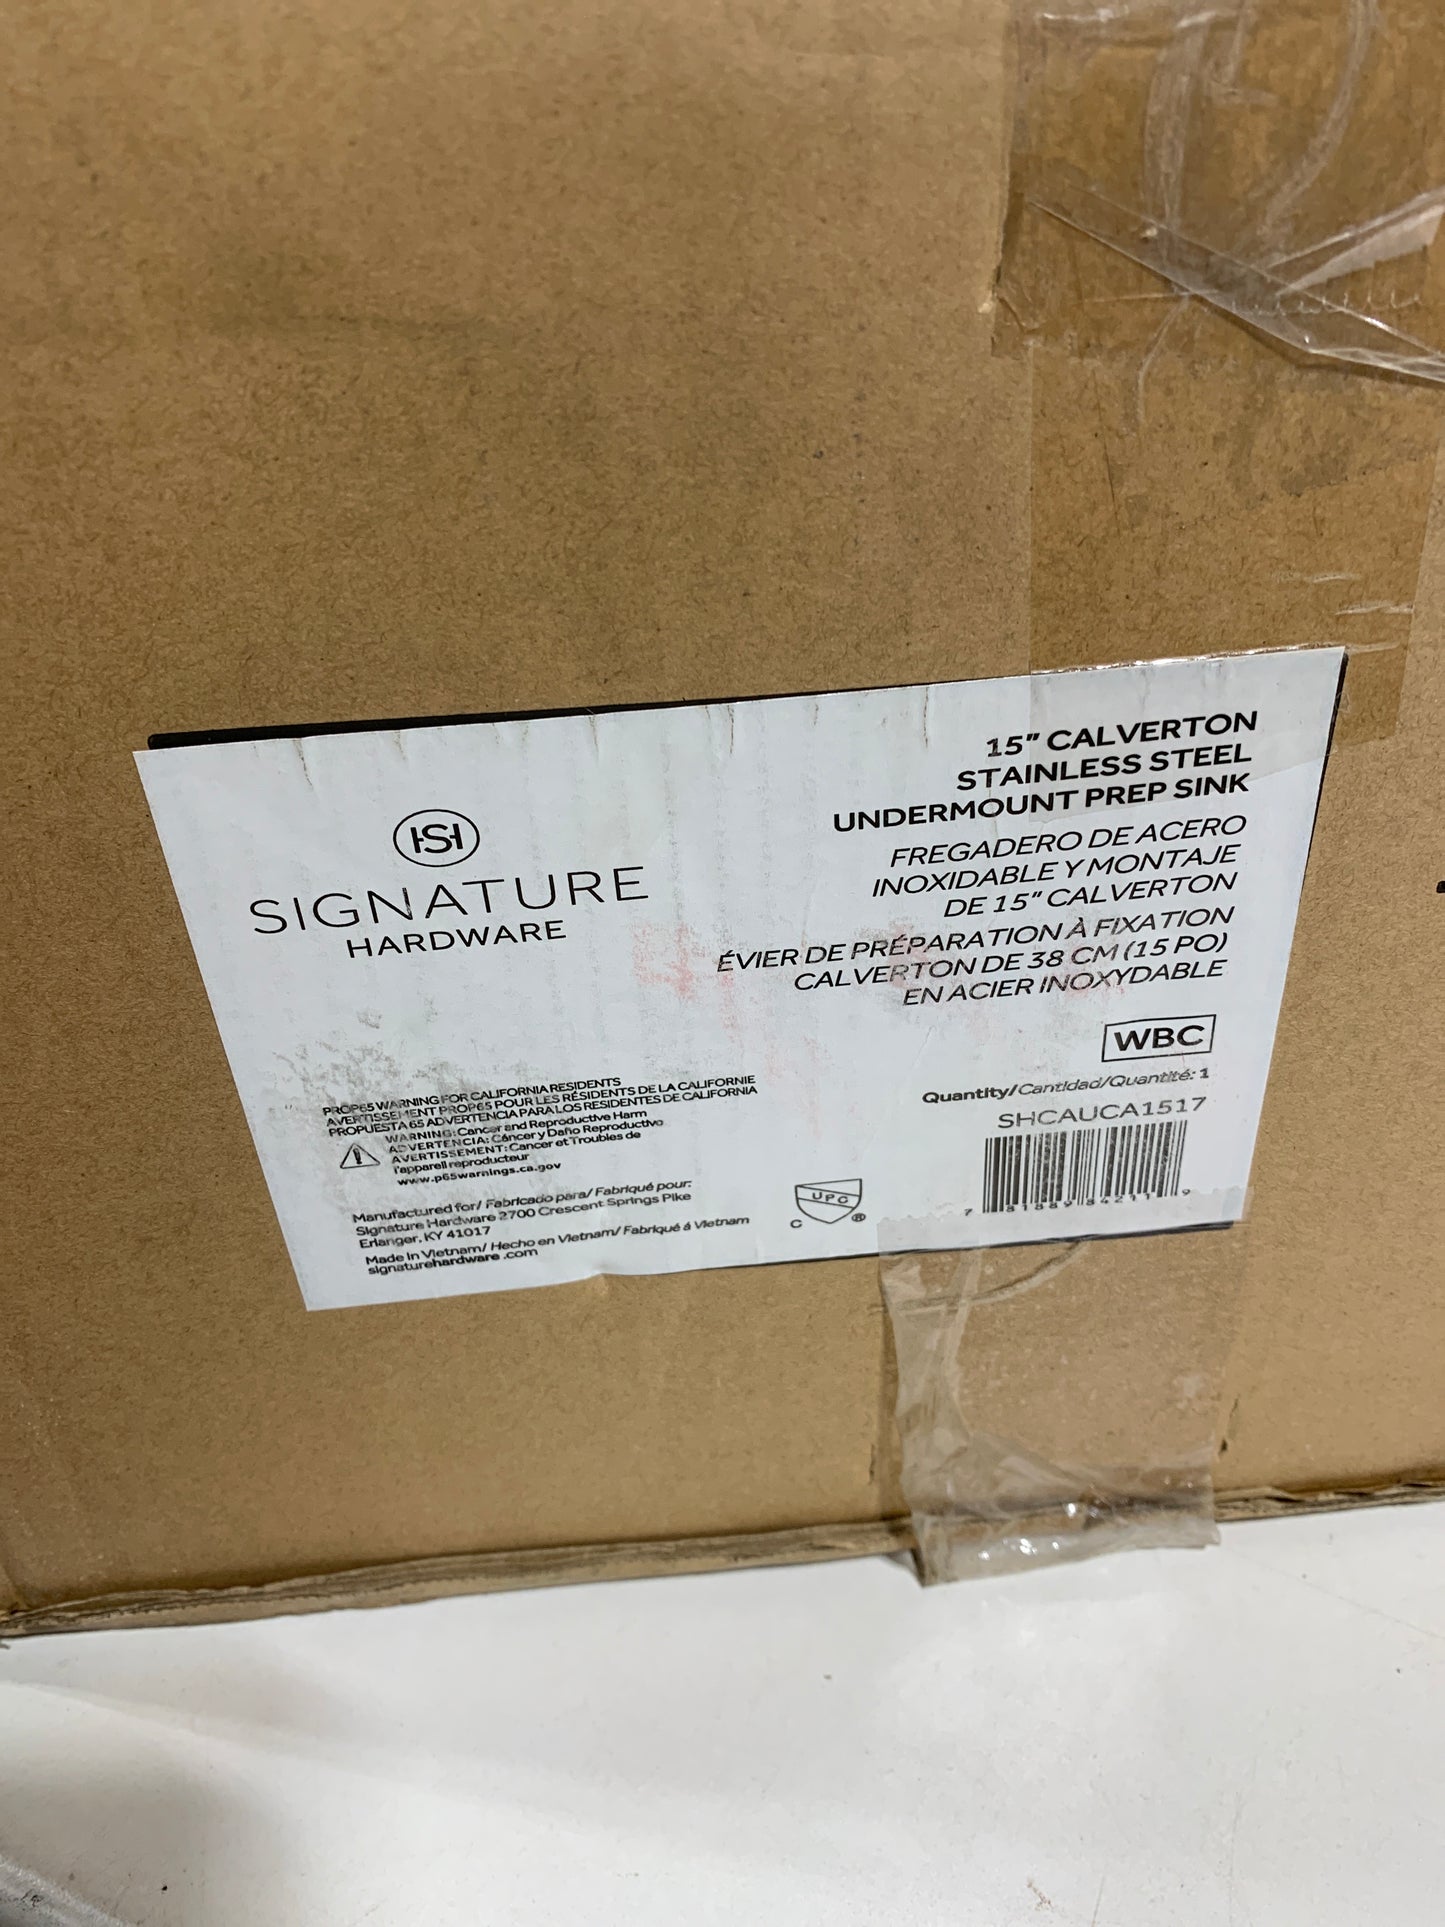 HSH
SIGNATURE
HARDWARE
15" CALVERTON
STAINLESS STEEL
UNDERMOUNT PREP SINK
FREGADERO DE ACERO
INOXIDABLE Y MONTAJE
DE 15" CALVERTON
ÉVIER DE PRÉPARATION À FIXATION
CALVERTON DE 38 CM (15 PO)
EN ACIER INOXYDABLE
WBC
Quantity/Cantidad/Quantité: 1
SHCAUCA1517
7 81889 84211 9
PROP65 WARNING FOR CALIFORNIA RESIDENTS
AVERTISSEMENT PROP65 POUR LES RÉSIDENTS DE LA CALIFORNIE
PROPUESTA 65 ADVERTENCIA PARA LOS RESIDENTES DE CALIFORNIA
WARNING: Cancer and Reproductive Harm
ADVERTENCIA: Cáncer y Daño Reproductivo
AVERTISSEMENT: Cancer et Troubles de
l'appareil reproducteur
www.p65warnings.ca.gov
Manufactured for/ Fabricado para/ Fabriqué pour:
Signature Hardware 2700 Crescent Springs Pike
Erlanger, KY 41017
Made in Vietnam/ Hecho en Vietnam/ Fabriqué á Vietnam
signaturehardware .com
UPC
C ®